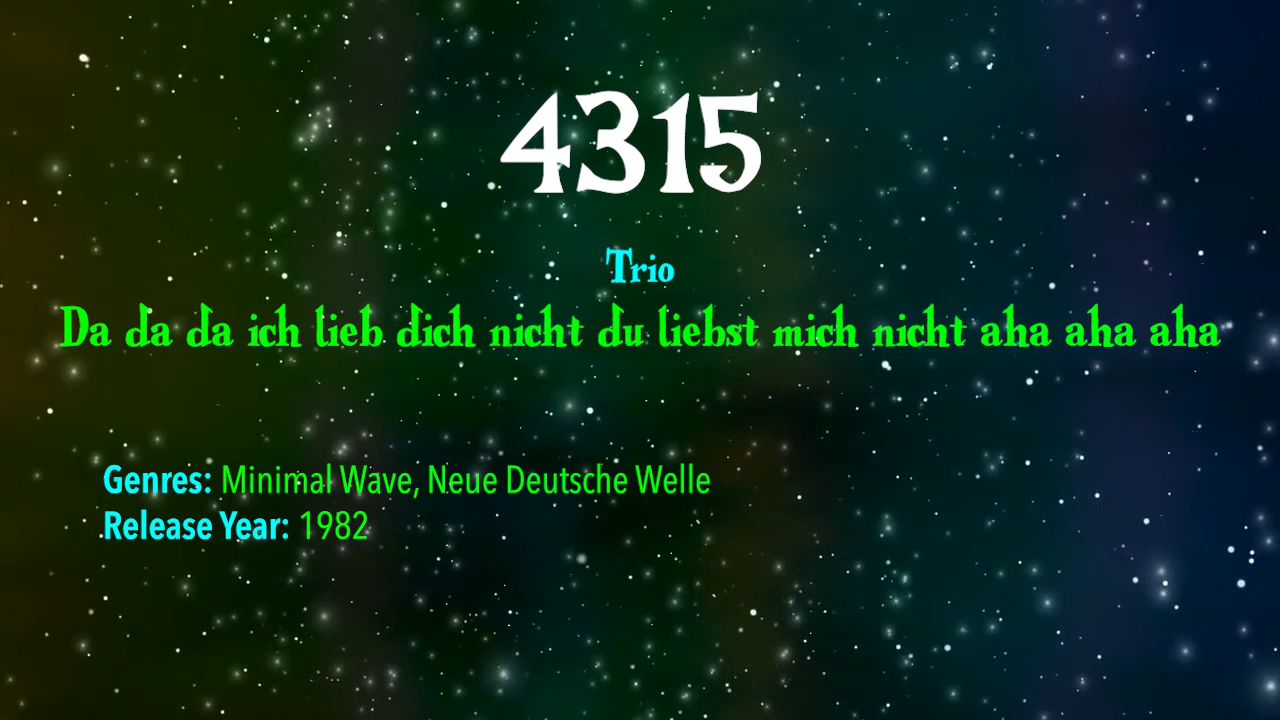 4315
Trio
Da da da ich lieb dich nicht du liebst mich nicht aha aha aha
Genres: Minimal Wave, Neue Deutsche Welle
Release Year: 1982